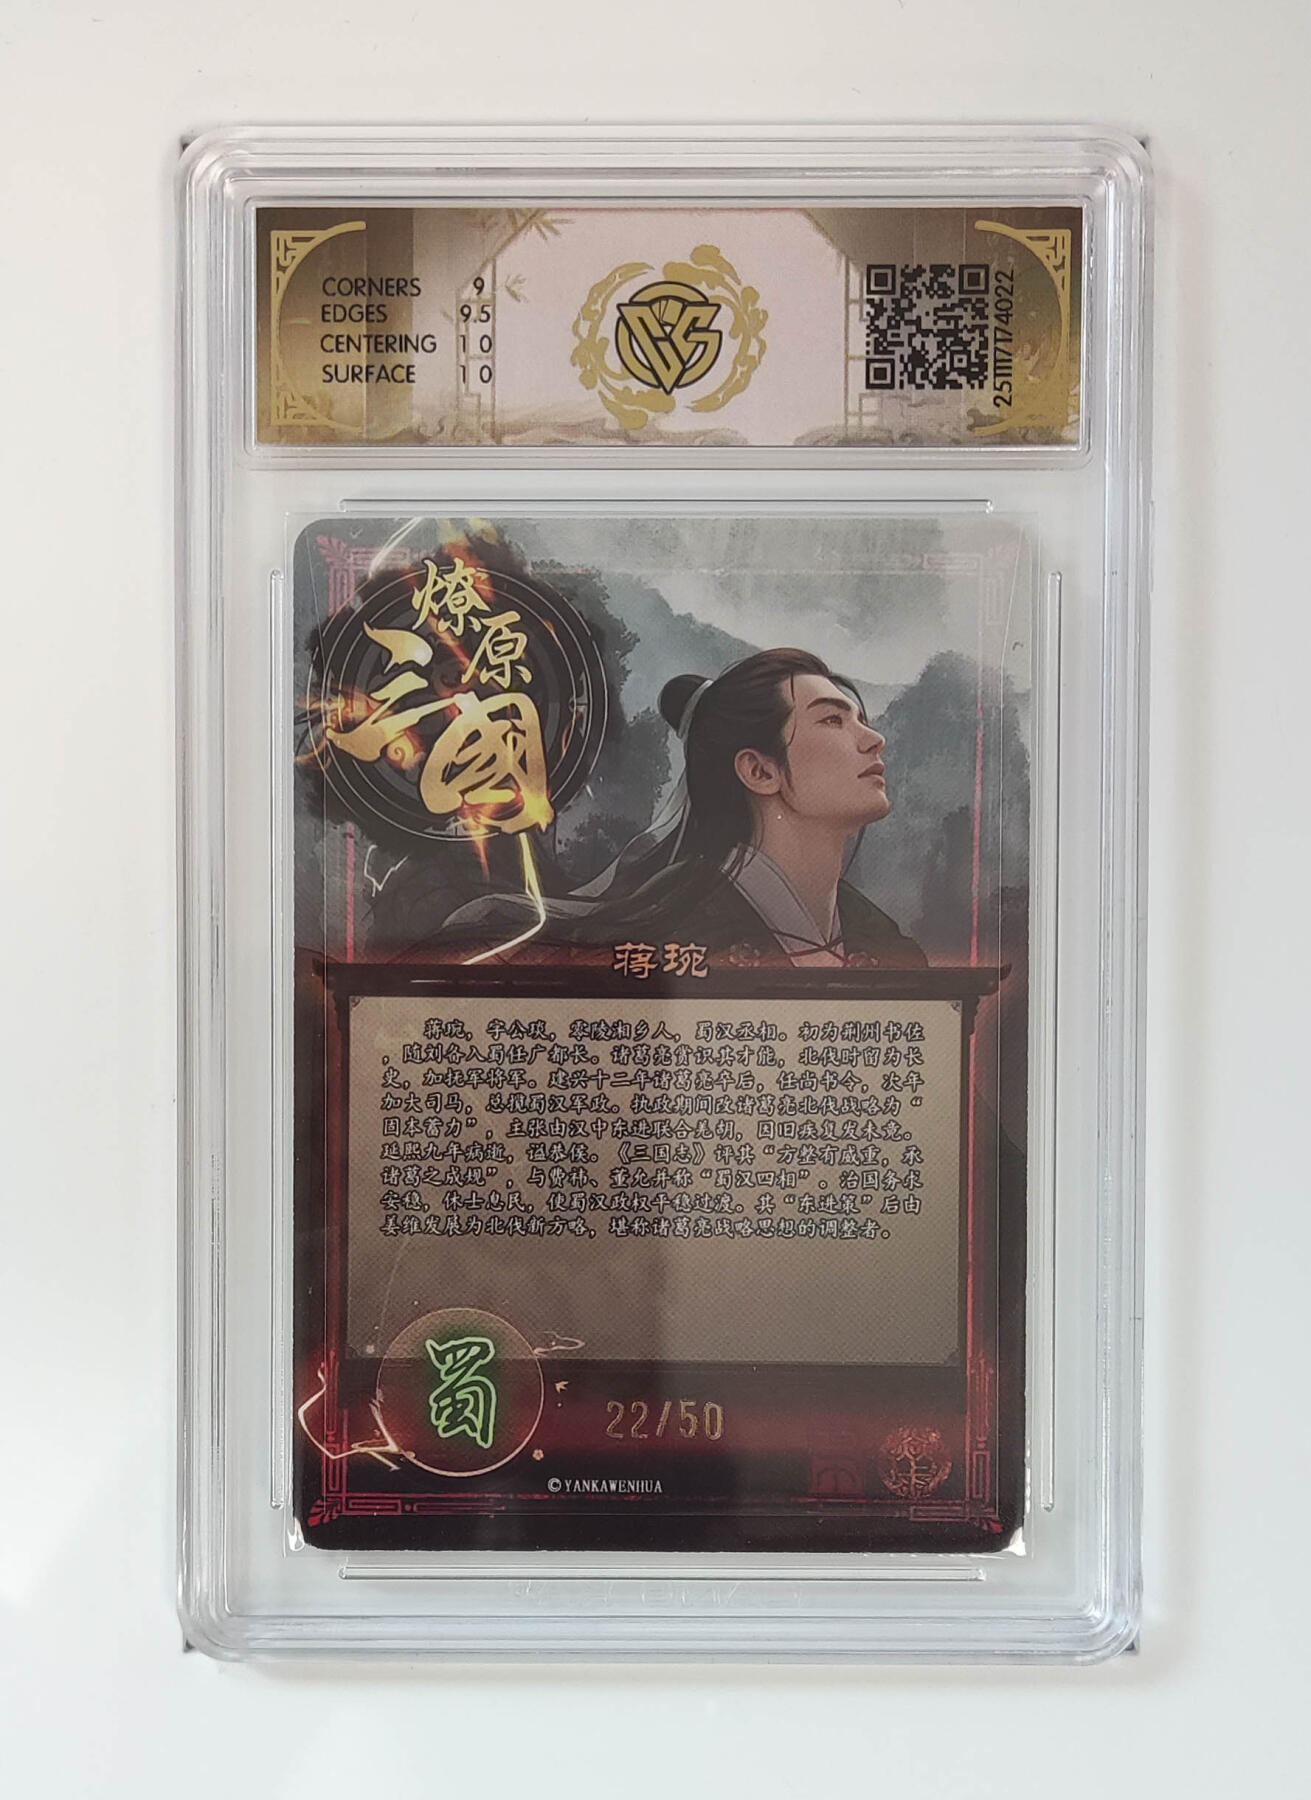 CORNERS 9
EDGES 9.5
CENTERING 10
SURFACE 10
CCS
251117174022
燎原
三國
蒋琬
蒋琬，字公琰，零陵湘乡人，蜀汉丞相。初为荆州书佐
，随刘备入蜀任广都长。诸葛亮赏识其才能，北伐时留为长
史，加抚军将军。建兴十二年诸葛亮卒后，任尚书令，次年
加大司马，总揽蜀汉军政。执政期间改诸葛亮北伐战略为“
固本蓄力”，主张由汉中东进联合羌胡，因旧疾复发未竟。
延熙九年病逝，谥恭侯。《三国志》评其“方整有威重，承
诸葛之成规”，与费祎、董允并称“蜀汉四相”。治国务求
安稳，休士息民，使蜀汉政权平稳过渡。其“东进策”后由
姜维发展为北伐新方略，堪称诸葛亮战略思想的调整者。
蜀
22/50
©YANKAWENHUA